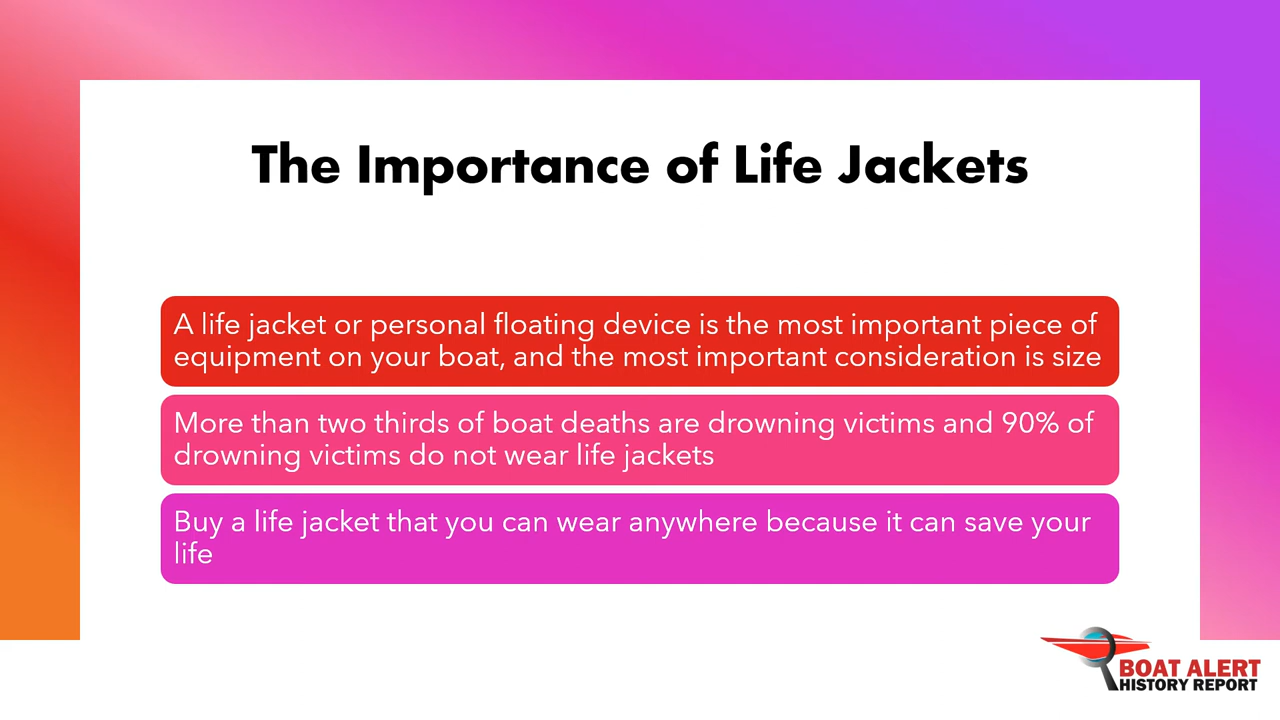 The Importance of Life Jackets
A life jacket or personal floating device is the most important piece of
equipment on your boat, and the most important consideration is size
More than two thirds of boat deaths are drowning victims and 90% of
drowning victims do not wear life jackets
Buy a life jacket that you can wear anywhere because it can save your
life
BOAT ALERT
HISTORY REPORT